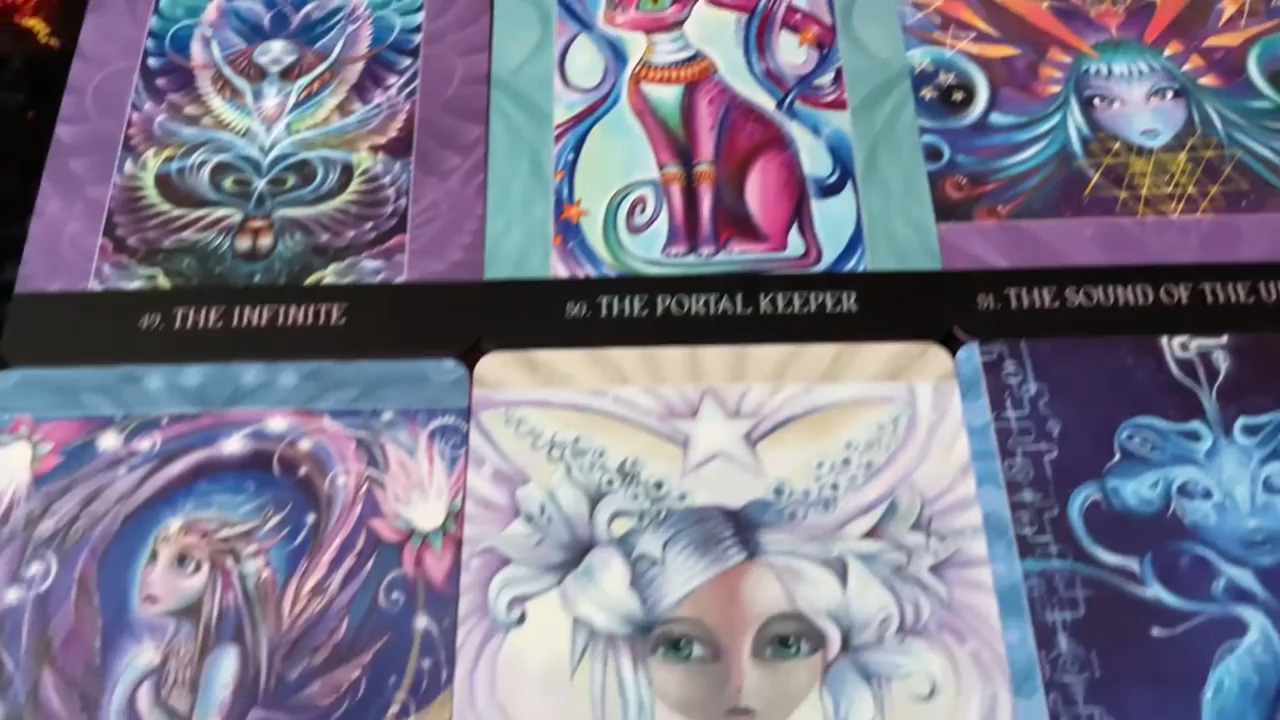 49. THE INFINITE
50. THE PORTAL KEEPER
51. THE SOUND OF THE